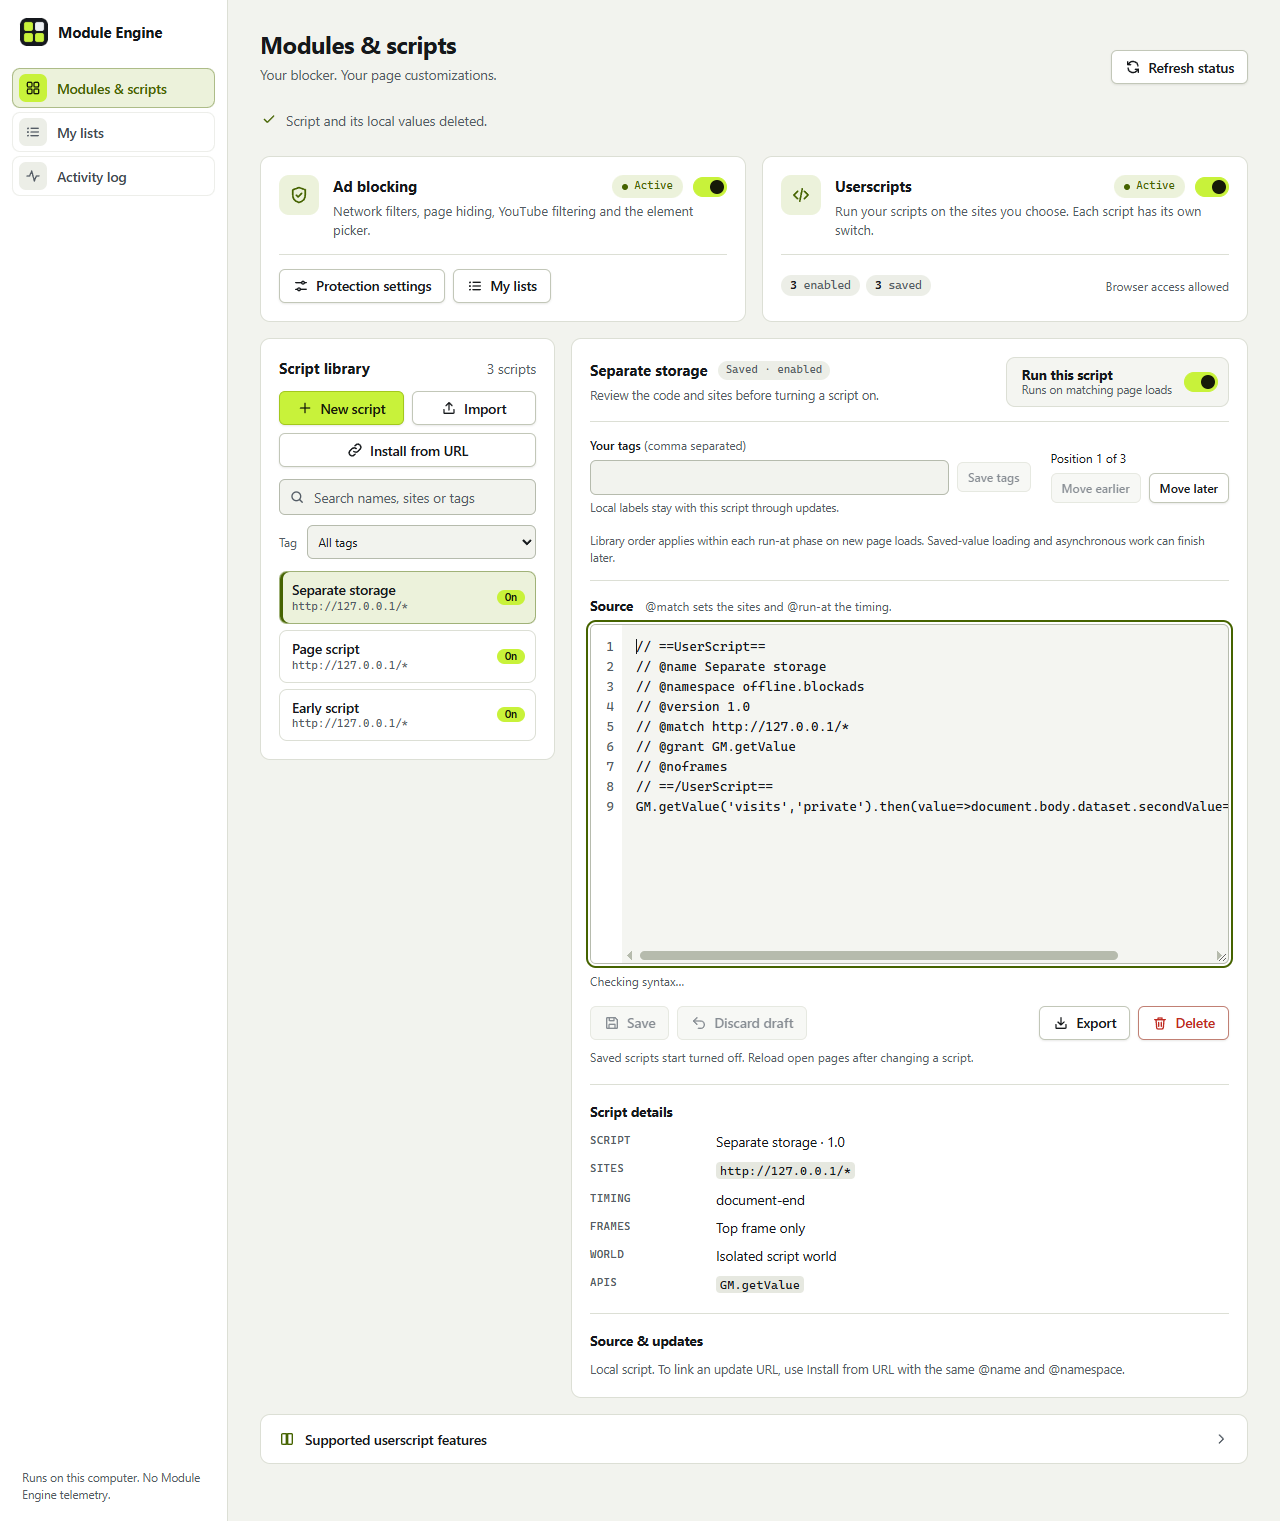 Module Engine
Modules & scripts
My lists
Activity log
Runs on this computer. No Module
Engine telemetry.
Modules & scripts
Your blocker. Your page customizations.
Refresh status
Script and its local values deleted.
Ad blocking
Active
Network filters, page hiding, YouTube filtering and the element
picker.
Protection settings
My lists
Userscripts
Active
Run your scripts on the sites you choose. Each script has its own
switch.
3 enabled
3 saved
Browser access allowed
Script library
3 scripts
New script
Import
Install from URL
Search names, sites or tags
Tag
All tags
Separate storage
http://127.0.0.1/*
On
Page script
http://127.0.0.1/*
On
Early script
http://127.0.0.1/*
On
Separate storage
Saved · enabled
Review the code and sites before turning a script on.
Run this script
Runs on matching page loads
Your tags (comma separated)
Save tags
Local labels stay with this script through updates.
Position 1 of 3
Move earlier
Move later
Library order applies within each run-at phase on new page loads. Saved-value loading and asynchronous work can finish
later.
Source
@match sets the sites and @run-at the timing.
1 // ==UserScript==
2 // @name Separate storage
3 // @namespace offline.blockads
4 // @version 1.0
5 // @match http://127.0.0.1/*
6 // @grant GM.getValue
7 // @noframes
8 // ==/UserScript==
9 GM.getValue('visits','private').then(value=>document.body.dataset.secondValue=
Checking syntax…
Save
Discard draft
Export
Delete
Saved scripts start turned off. Reload open pages after changing a script.
Script details
SCRIPT
Separate storage · 1.0
SITES
http://127.0.0.1/*
TIMING
document-end
FRAMES
Top frame only
WORLD
Isolated script world
APIS
GM.getValue
Source & updates
Local script. To link an update URL, use Install from URL with the same @name and @namespace.
Supported userscript features